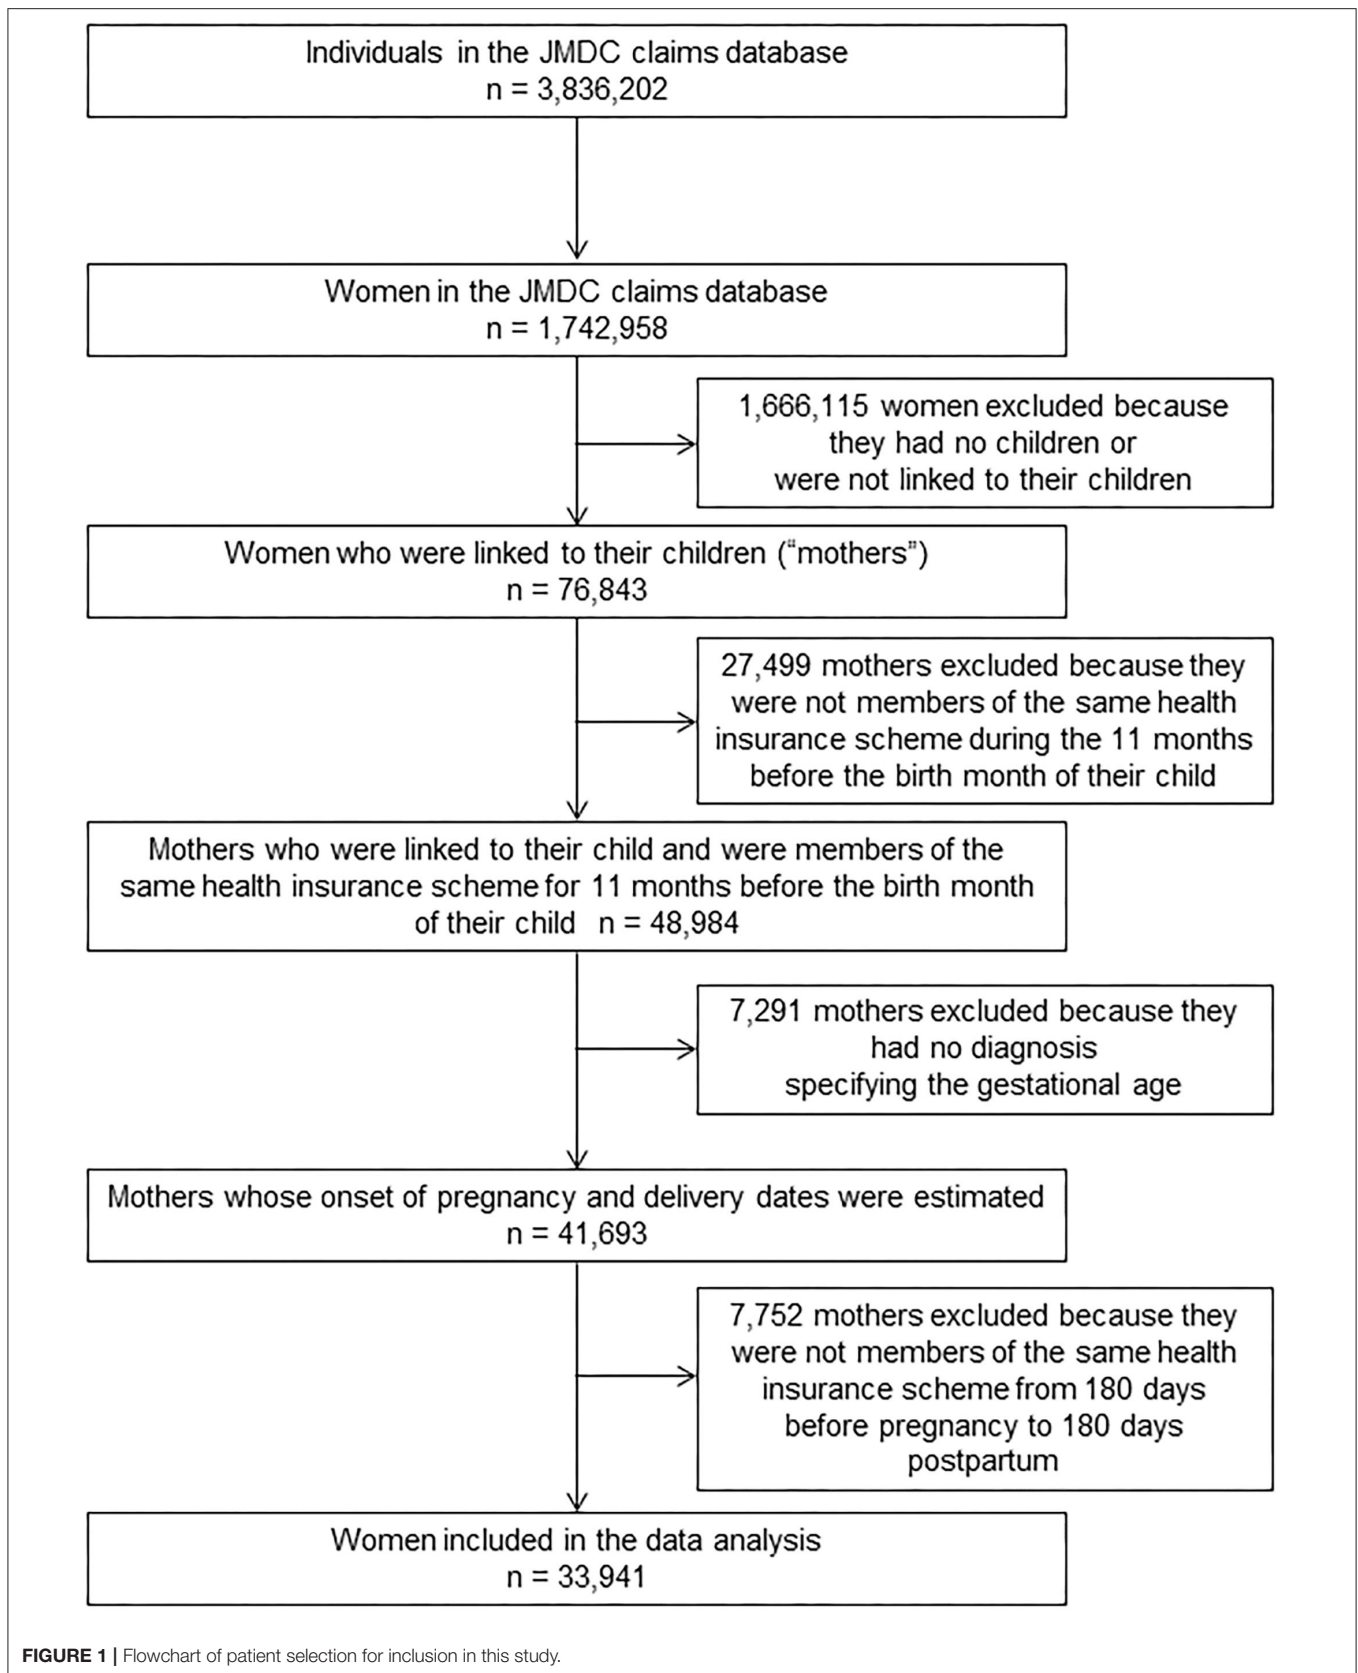 Individuals in the JMDC claims database
n = 3,836,202
Women in the JMDC claims database
n = 1,742,958
1,666,115 women excluded because
they had no children or
were not linked to their children
Women who were linked to their children (“mothers”)
n = 76,843
27,499 mothers excluded because they
were not members of the same health
insurance scheme during the 11 months
before the birth month of their child
Mothers who were linked to their child and were members of the
same health insurance scheme for 11 months before the birth month
of their child n = 48,984
7,291 mothers excluded because they
had no diagnosis
specifying the gestational age
Mothers whose onset of pregnancy and delivery dates were estimated
n = 41,693
7,752 mothers excluded because they
were not members of the same health
insurance scheme from 180 days
before pregnancy to 180 days
postpartum
Women included in the data analysis
n = 33,941
FIGURE 1 | Flowchart of patient selection for inclusion in this study.